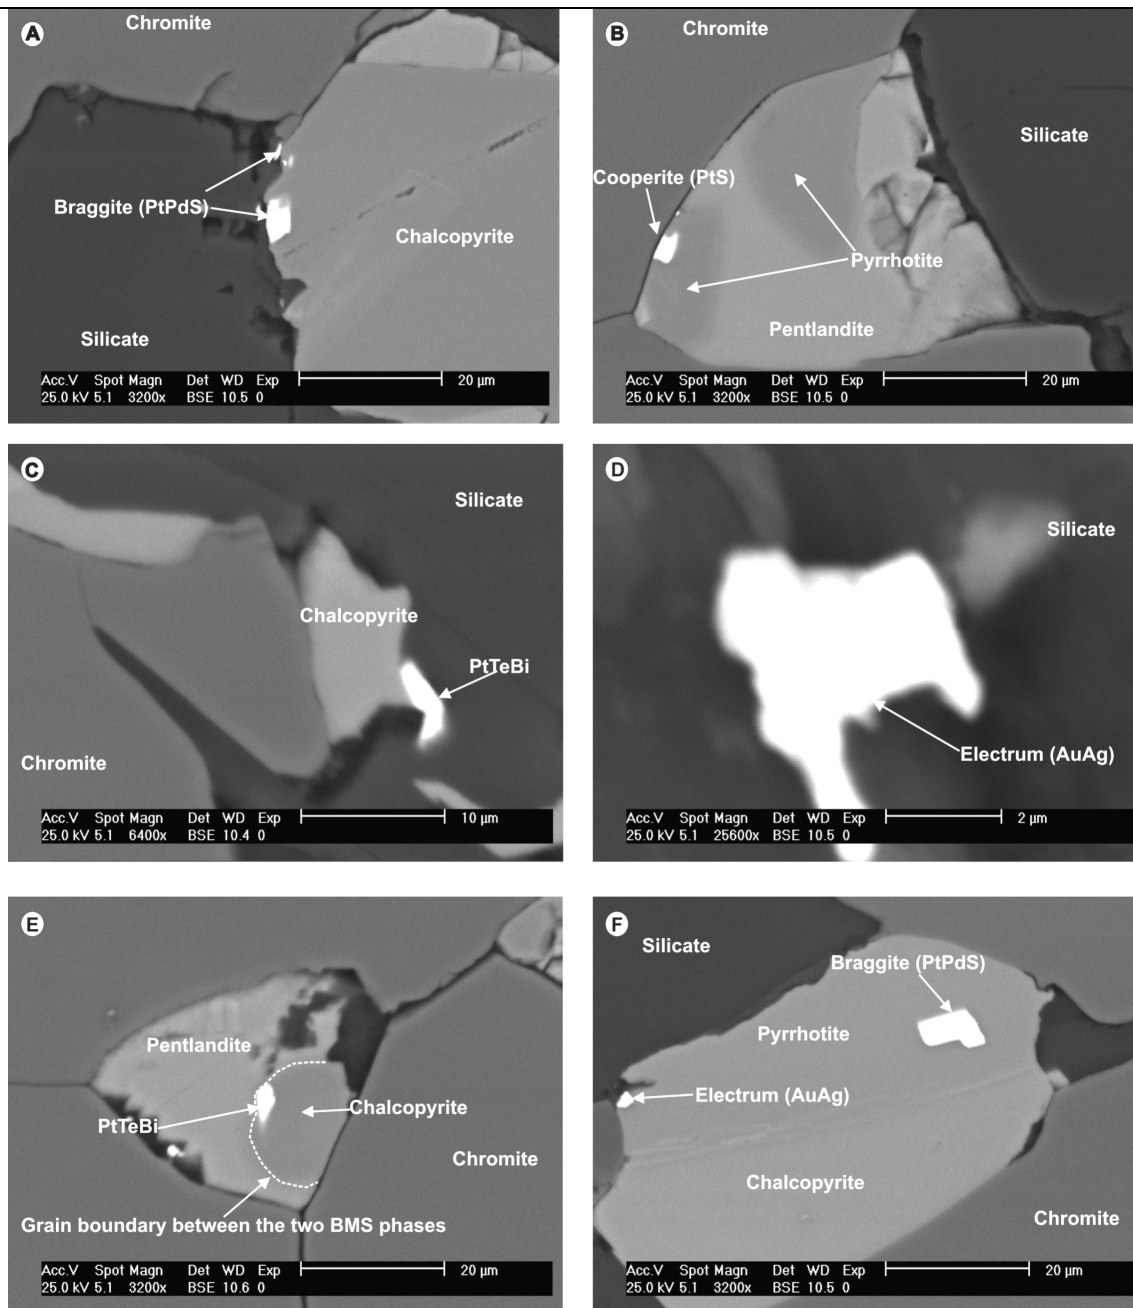 A
Chromite
Braggite (PtPdS)
Chalcopyrite
Silicate
Acc.V Spot Magn Det WD Exp 20 µm
25.0 kV 5.1 3200x BSE 10.5 0
B
Chromite
Silicate
Cooperite (PtS)
Pyrrhotite
Pentlandite
Acc.V Spot Magn Det WD Exp 20 µm
25.0 kV 5.1 3200x BSE 10.5 0
C
Silicate
Chalcopyrite
PtTeBi
Chromite
Acc.V Spot Magn Det WD Exp 10 µm
25.0 kV 5.1 6400x BSE 10.4 0
D
Silicate
Electrum (AuAg)
Acc.V Spot Magn Det WD Exp 2 µm
25.0 kV 5.1 25600x BSE 10.5 0
E
Pentlandite
Chalcopyrite
PtTeBi
Chromite
Grain boundary between the two BMS phases
Acc.V Spot Magn Det WD Exp 20 µm
25.0 kV 5.1 3200x BSE 10.6 0
F
Silicate
Braggite (PtPdS)
Pyrrhotite
Electrum (AuAg)
Chalcopyrite
Chromite
Acc.V Spot Magn Det WD Exp 20 µm
25.0 kV 5.1 3200x BSE 10.5 0